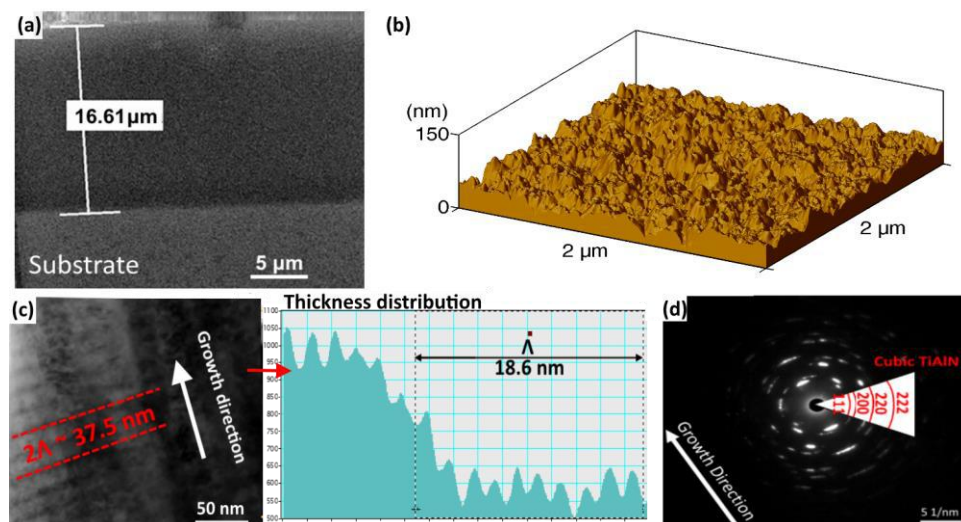 (a)
16.61µm
Substrate
5 µm
(b)
(nm)
150
0
2 µm
2 µm
(c)
Growth direction
2Λ ~ 37.5 nm
50 nm
Thickness distribution
1100
1050
1000
950
900
850
800
750
700
650
600
550
500
Λ
18.6 nm
(d)
Cubic TiAlN
111
200
220
222
Growth Direction
5 1/nm